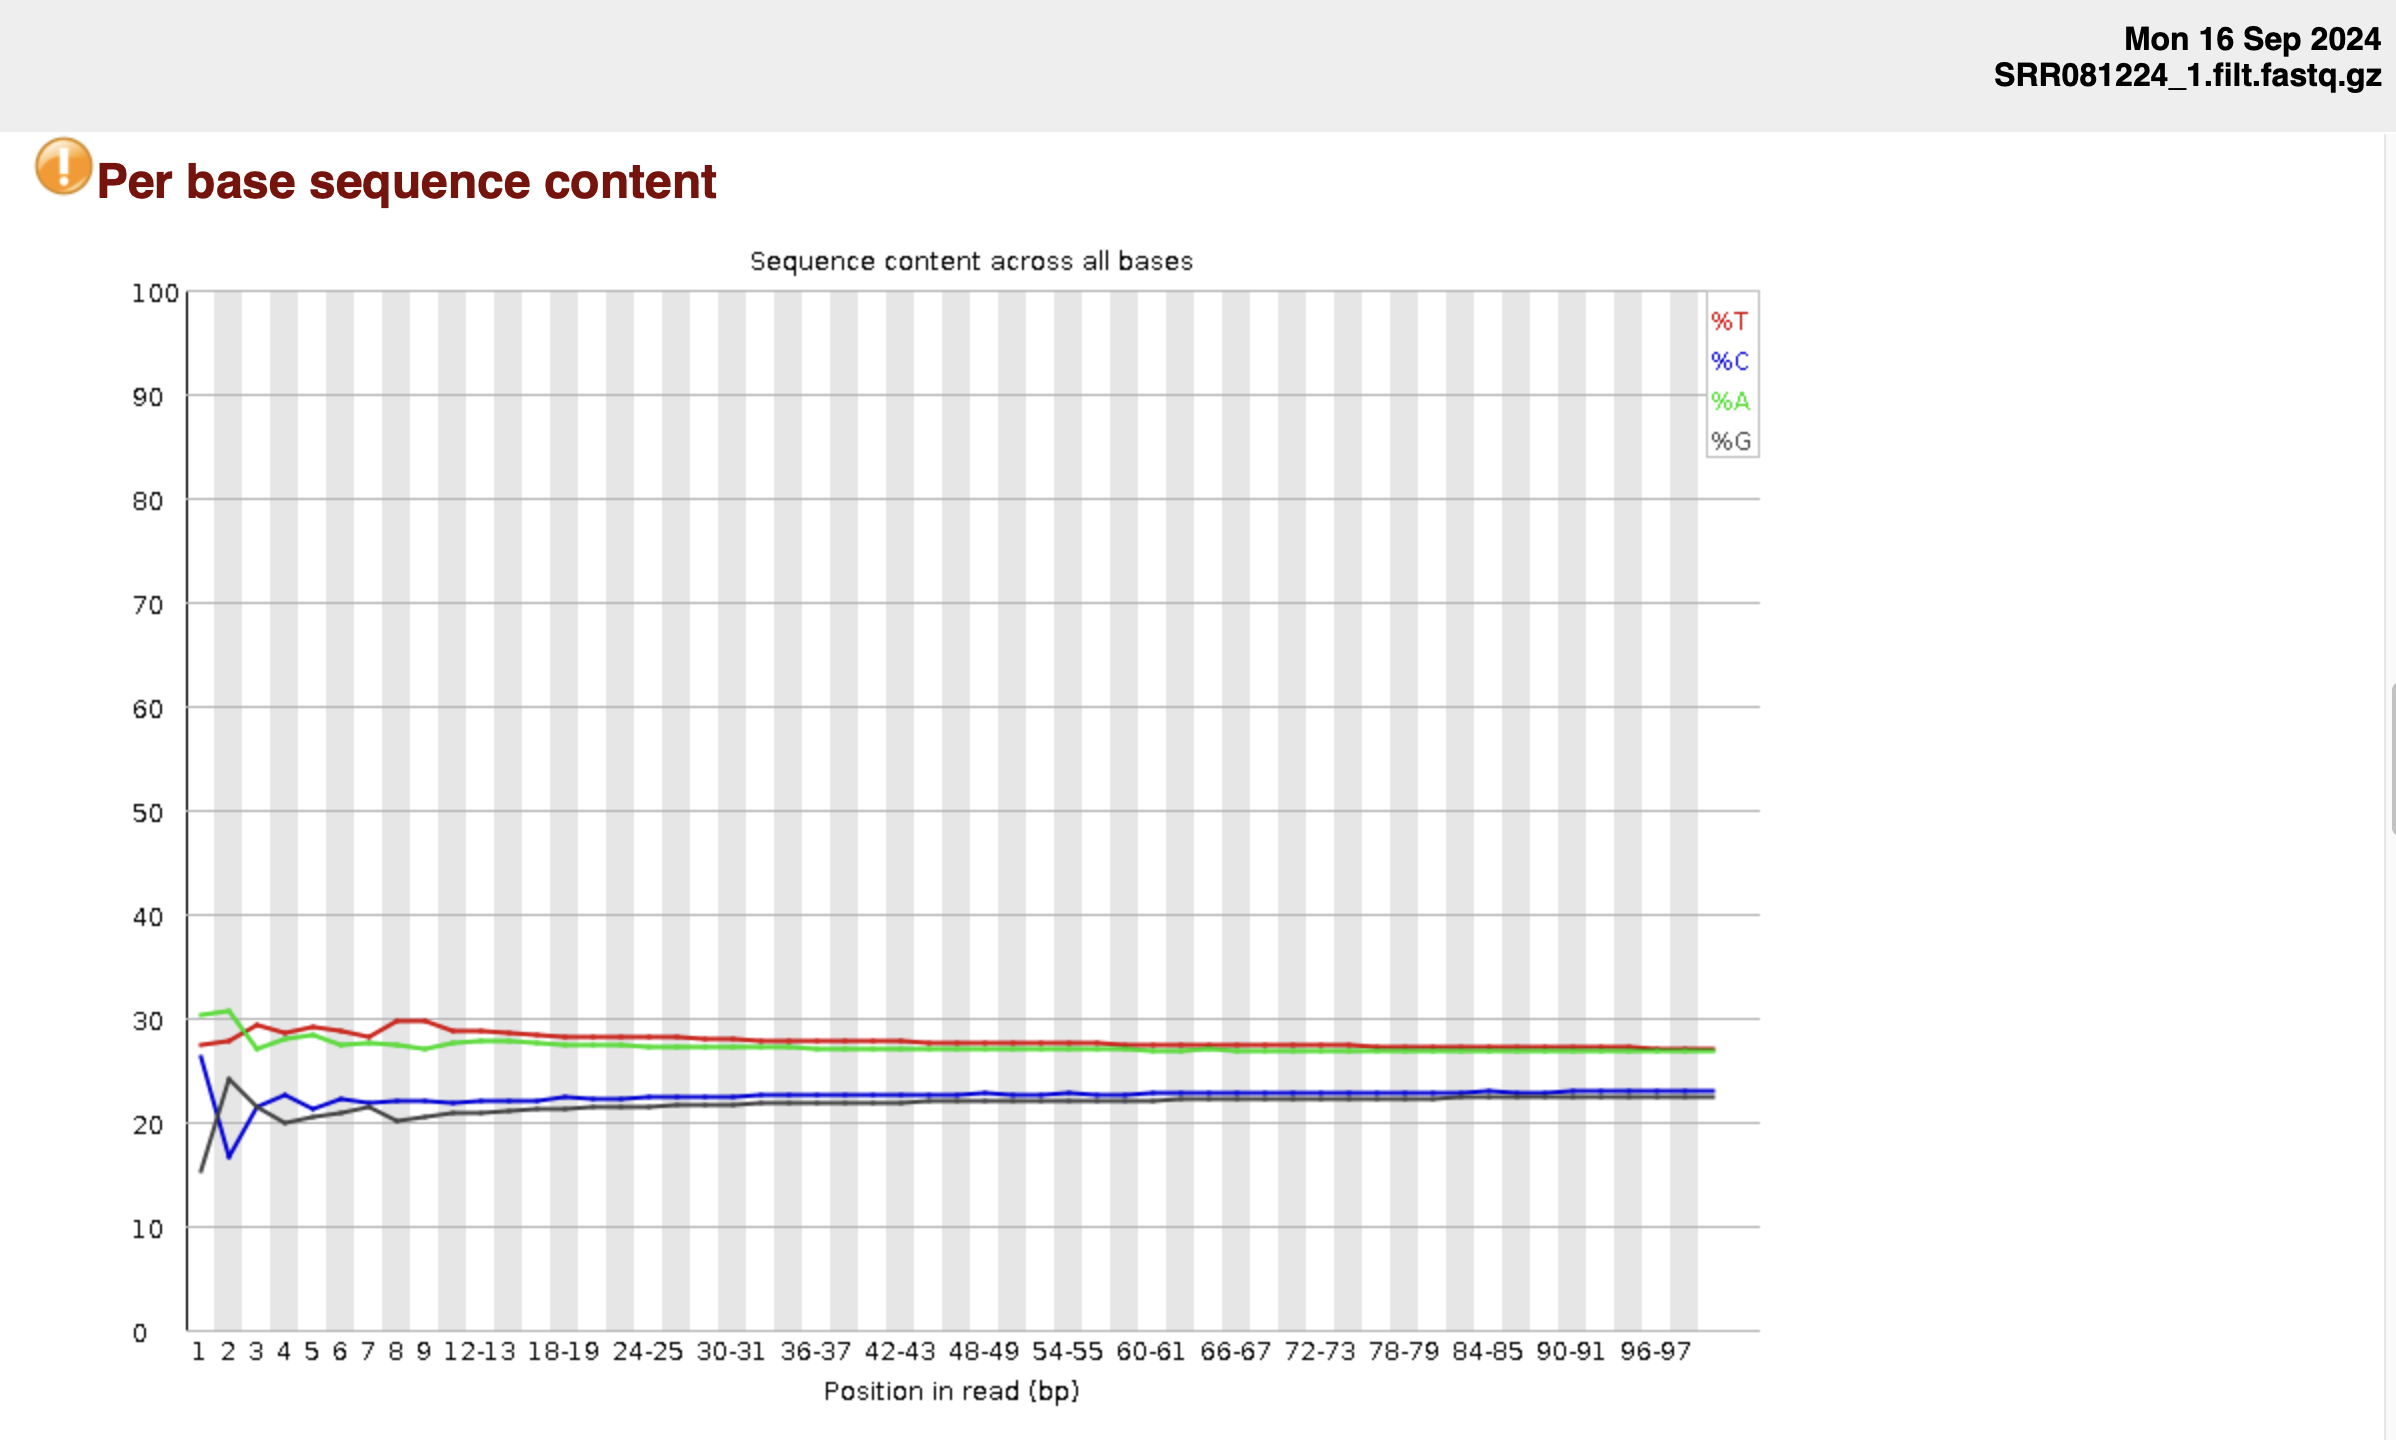 Mon 16 Sep 2024
SRR081224_1.filt.fastq.gz
Per base sequence content
Sequence content across all bases
100
90
80
70
60
50
40
30
20
10
0
%T
%C
%A
%G
1 2 3 4 5 6 7 8 9 12-13 18-19 24-25 30-31 36-37 42-43 48-49 54-55 60-61 66-67 72-73 78-79 84-85 90-91 96-97
Position in read (bp)